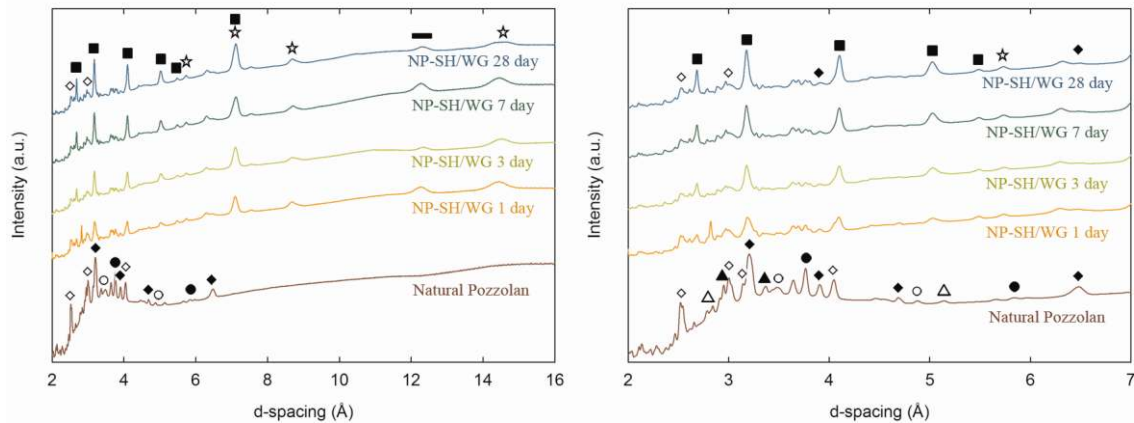 NP-SH/WG 28 day
NP-SH/WG 7 day
NP-SH/WG 3 day
NP-SH/WG 1 day
Natural Pozzolan
Intensity (a.u.)
2 4 6 8 10 12 14 16
d-spacing (Å)
NP-SH/WG 28 day
NP-SH/WG 7 day
NP-SH/WG 3 day
NP-SH/WG 1 day
Natural Pozzolan
Intensity (a.u.)
2 3 4 5 6 7
d-spacing (Å)